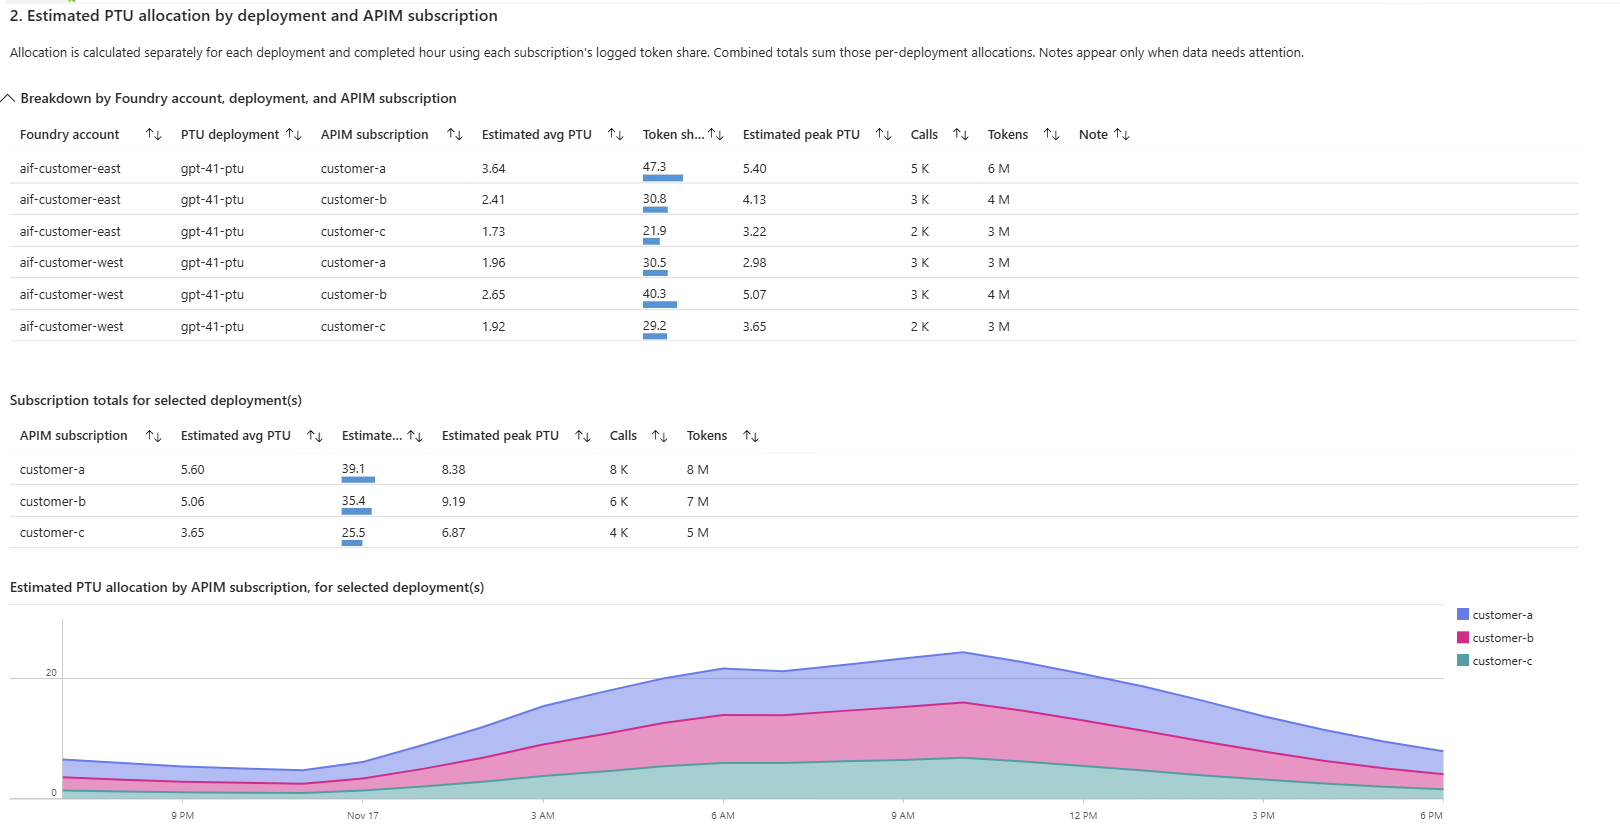 2. Estimated PTU allocation by deployment and APIM subscription
Allocation is calculated separately for each deployment and completed hour using each subscription's logged token share. Combined totals sum those per-deployment allocations. Notes appear only when data needs attention.
Breakdown by Foundry account, deployment, and APIM subscription
Foundry account ↑↓ PTU deployment ↑↓ APIM subscription ↑↓ Estimated avg PTU ↑↓ Token sh... ↑↓ Estimated peak PTU ↑↓ Calls ↑↓ Tokens ↑↓ Note ↑↓
aif-customer-east gpt-41-ptu customer-a 3.64 47.3 5.40 5 K 6 M
aif-customer-east gpt-41-ptu customer-b 2.41 30.8 4.13 3 K 4 M
aif-customer-east gpt-41-ptu customer-c 1.73 21.9 3.22 2 K 3 M
aif-customer-west gpt-41-ptu customer-a 1.96 30.5 2.98 3 K 3 M
aif-customer-west gpt-41-ptu customer-b 2.65 40.3 5.07 3 K 4 M
aif-customer-west gpt-41-ptu customer-c 1.92 29.2 3.65 2 K 3 M
Subscription totals for selected deployment(s)
APIM subscription ↑↓ Estimated avg PTU ↑↓ Estimate... ↑↓ Estimated peak PTU ↑↓ Calls ↑↓ Tokens ↑↓
customer-a 5.60 39.1 8.38 8 K 8 M
customer-b 5.06 35.4 9.19 6 K 7 M
customer-c 3.65 25.5 6.87 4 K 5 M
Estimated PTU allocation by APIM subscription, for selected deployment(s)
customer-a
customer-b
customer-c
20
0
9 PM Nov 17 3 AM 6 AM 9 AM 12 PM 3 PM 6 PM